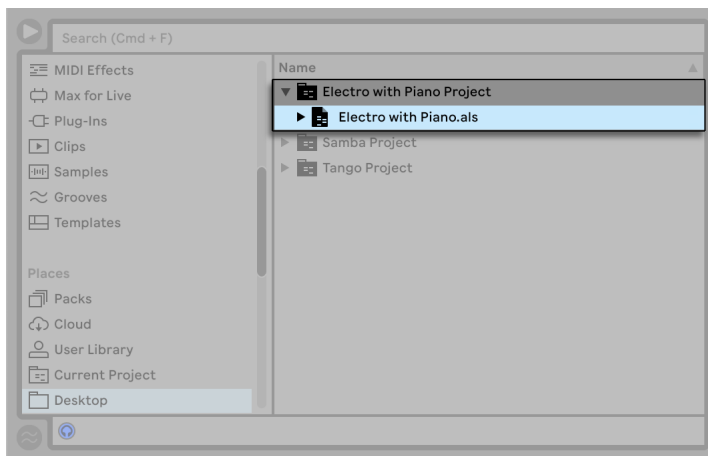 Search (Cmd + F)
MIDI Effects
Max for Live
Plug-Ins
Clips
Samples
Grooves
Templates
Places
Packs
Cloud
User Library
Current Project
Desktop
Name
Electro with Piano Project
Electro with Piano.als
Samba Project
Tango Project